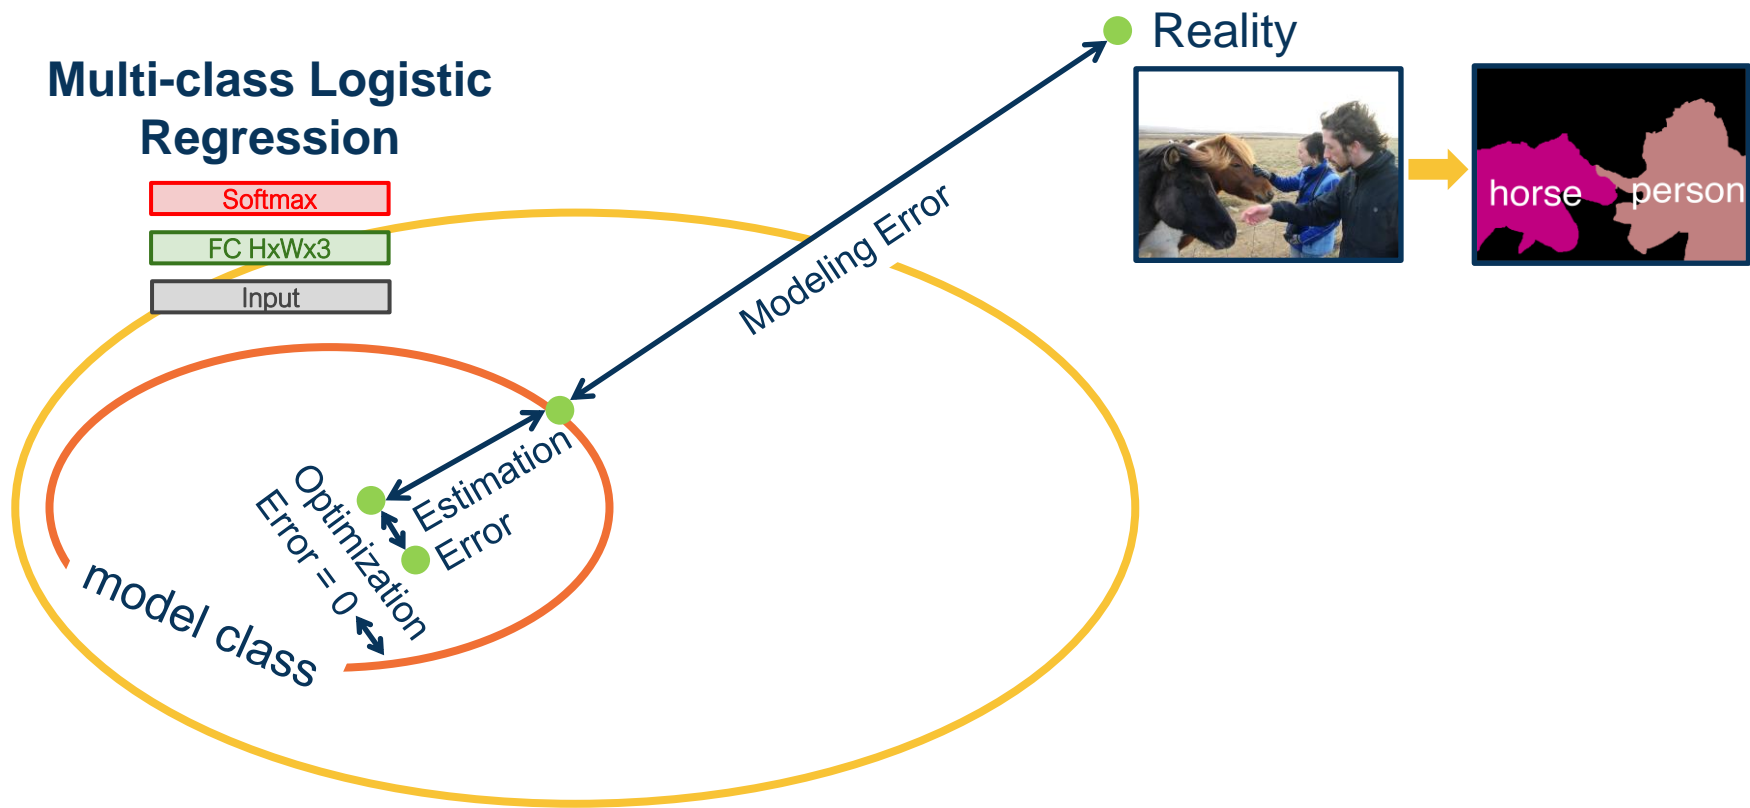 Reality
Multi-class Logistic
Regression
Softmax
FC HxWx3
Input
Modeling Error
horse
person
Estimation
Error
Optimization
Error = 0
model class